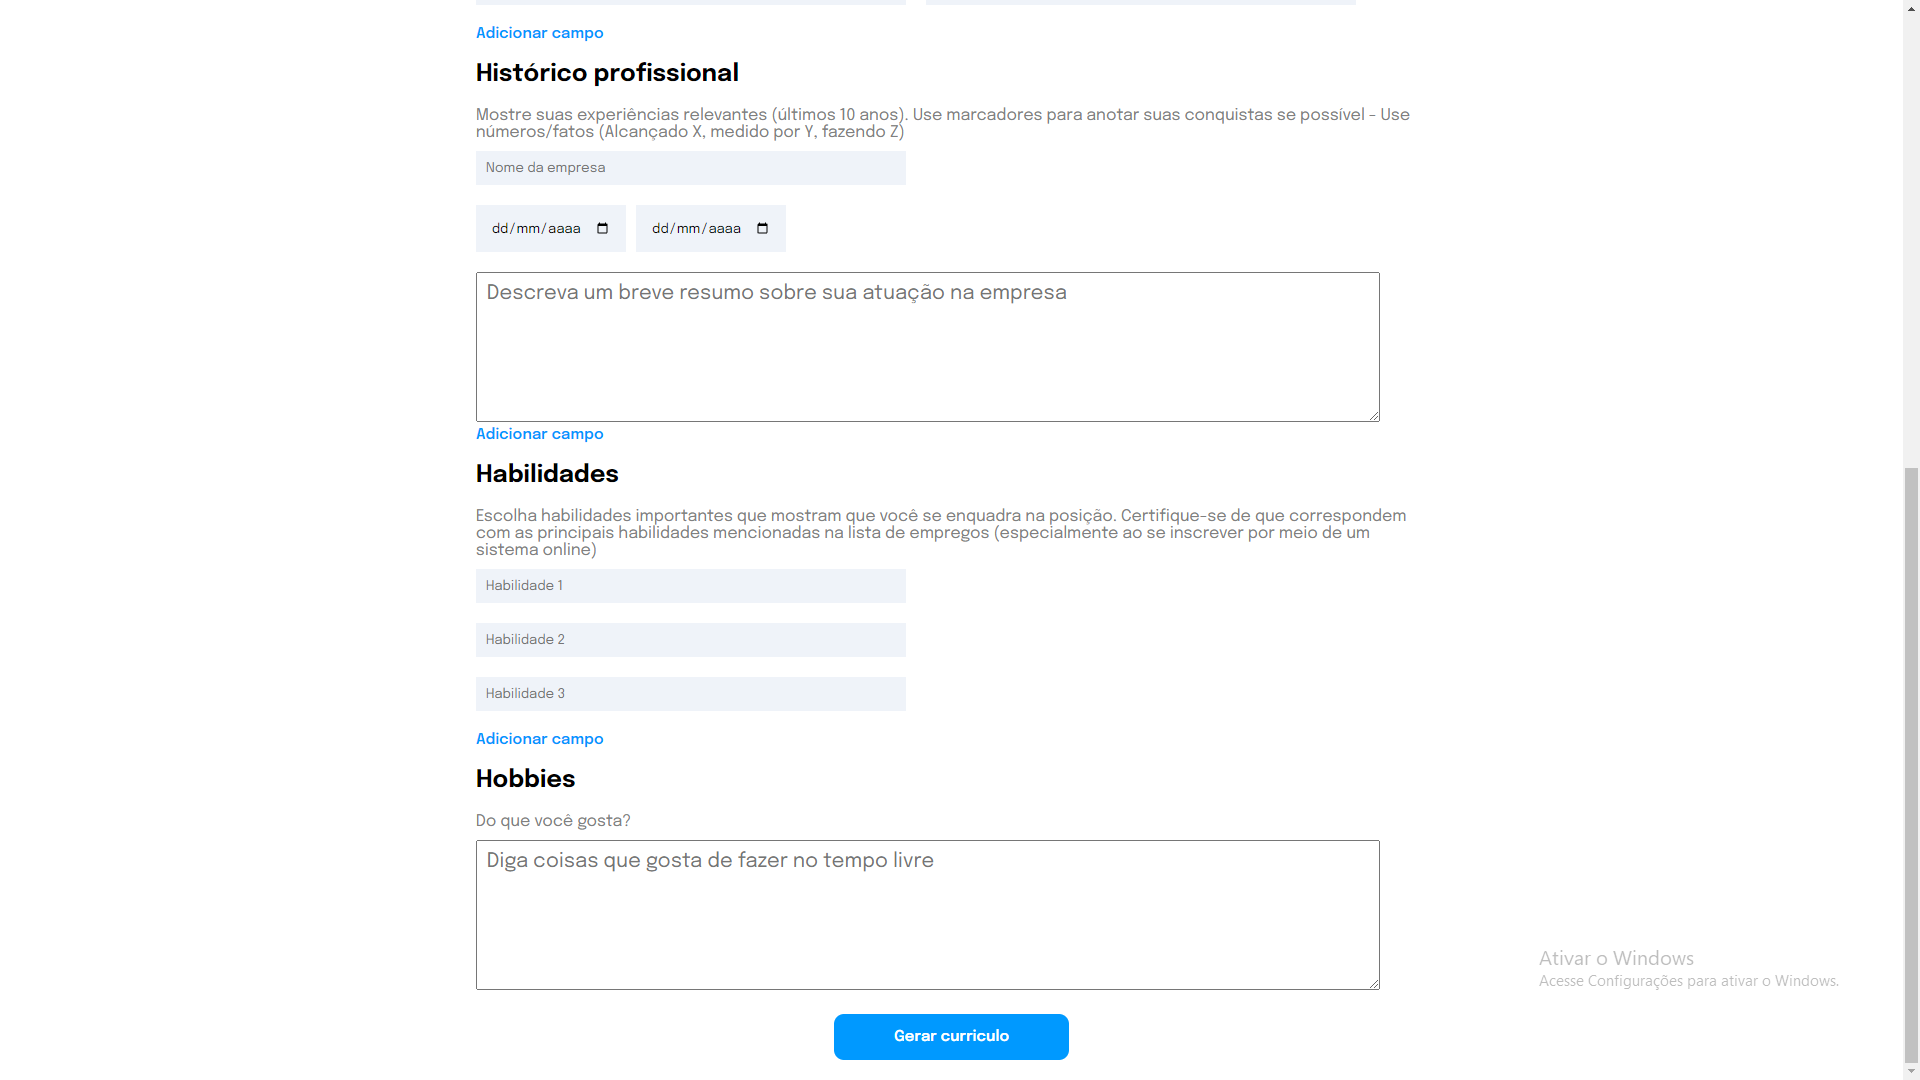 Adicionar campo
Histórico profissional
Mostre suas experiências relevantes (últimos 10 anos). Use marcadores para anotar suas conquistas se possível - Use
números/fatos (Alcançado X, medido por Y, fazendo Z)
Nome da empresa
dd/mm/aaaa dd/mm/aaaa
Descreva um breve resumo sobre sua atuação na empresa
Adicionar campo
Habilidades
Escolha habilidades importantes que mostram que você se enquadra na posição. Certifique-se de que correspondem
com as principais habilidades mencionadas na lista de empregos (especialmente ao se inscrever por meio de um
sistema online)
Habilidade 1
Habilidade 2
Habilidade 3
Adicionar campo
Hobbies
Do que você gosta?
Diga coisas que gosta de fazer no tempo livre
Ativar o Windows
Acesse Configurações para ativar o Windows.
Gerar curriculo